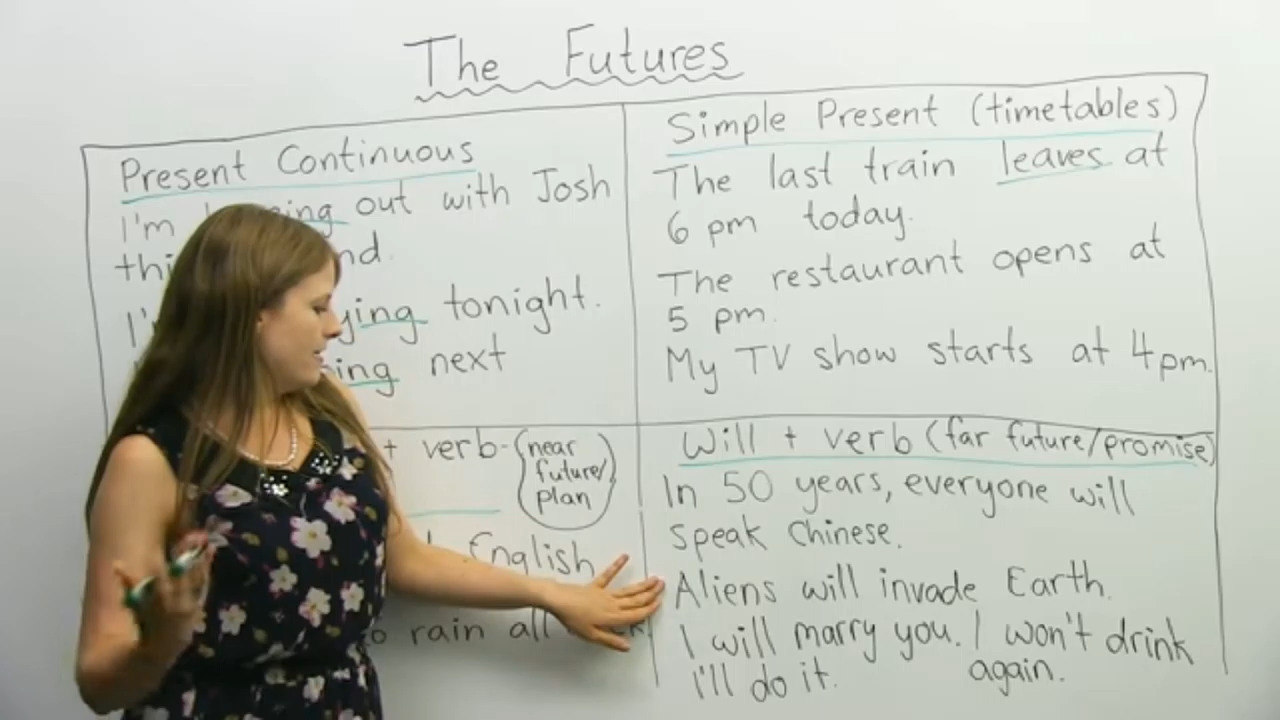 The Futures
Present Continuous
I'm out with Josh
tonight.
next
+ verb- (near
future/
plan)
English
rain all
Simple Present (timetables)
The last train leaves at
6 pm today.
The restaurant opens at
5 pm.
My TV show starts at 4pm.
Will + verb (far future/promise)
In 50 years, everyone will
speak Chinese.
Aliens will invade Earth.
I will marry you. I won't drink
I'll do it. again.